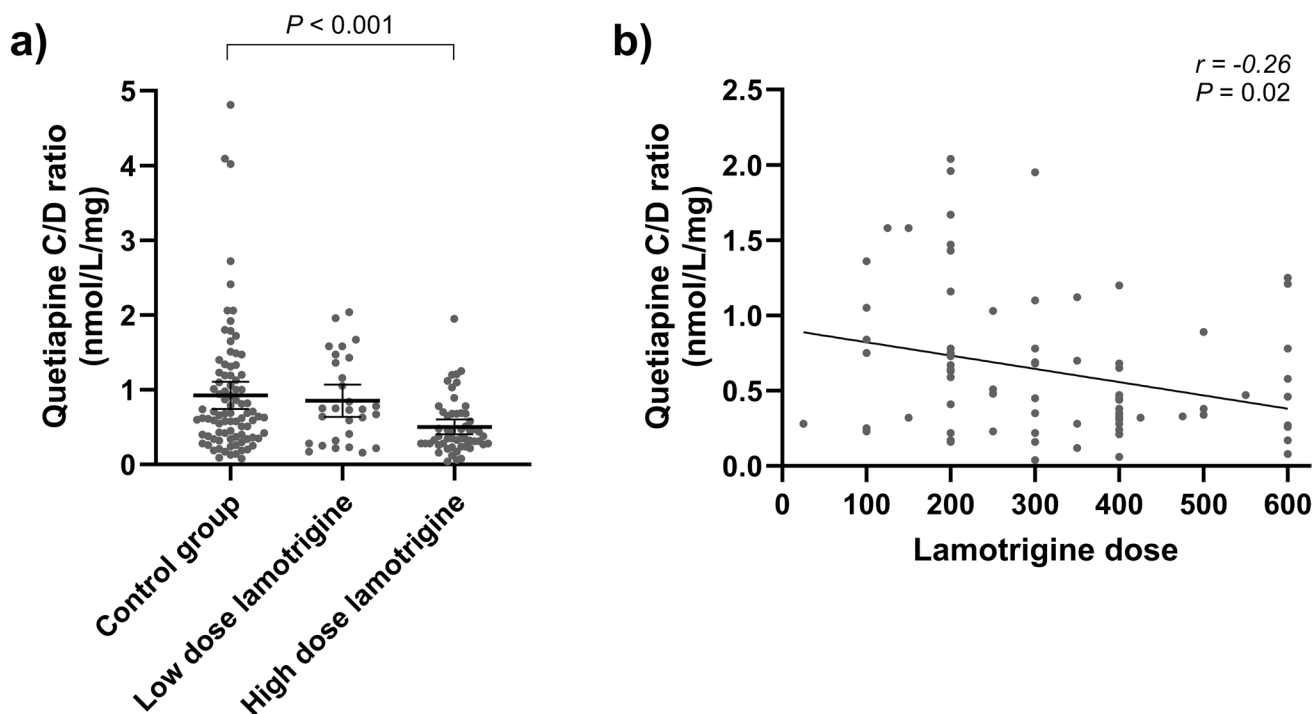 a)
P < 0.001
Quetiapine C/D ratio
(nmol/L/mg)
5
4
3
2
1
0
Control group
Low dose lamotrigine
High dose lamotrigine
b)
r = -0.26
P = 0.02
Quetiapine C/D ratio
(nmol/L/mg)
2.5
2.0
1.5
1.0
0.5
0.0
0 100 200 300 400 500 600
Lamotrigine dose